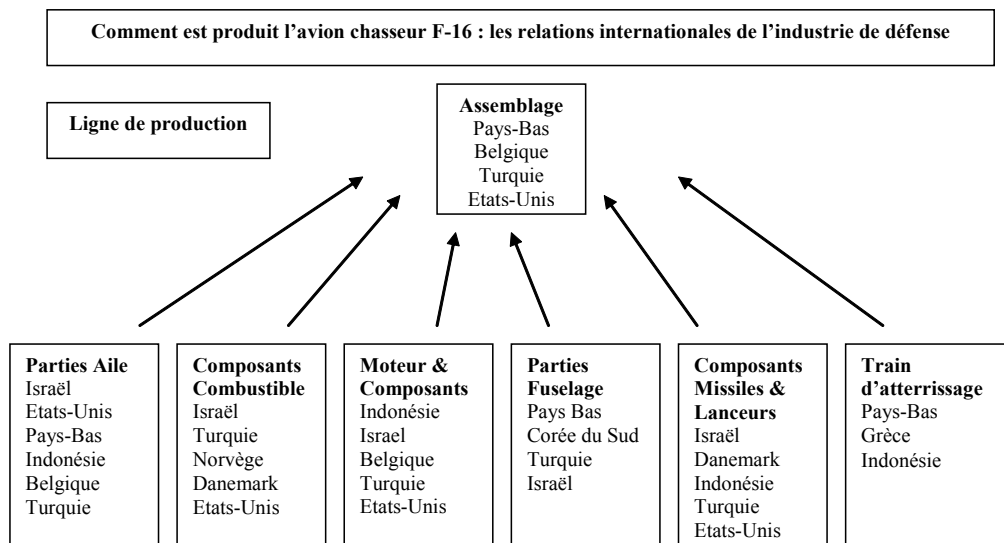 Comment est produit l’avion chasseur F-16 : les relations internationales de l’industrie de défense
Ligne de production
Assemblage
Pays-Bas
Belgique
Turquie
Etats-Unis
Parties Aile
Israël
Etats-Unis
Pays-Bas
Indonésie
Belgique
Turquie
Composants
Combustible
Israël
Turquie
Norvège
Danemark
Etats-Unis
Moteur &
Composants
Indonésie
Israel
Belgique
Turquie
Etats-Unis
Parties
Fuselage
Pays Bas
Corée du Sud
Turquie
Israël
Composants
Missiles &
Lanceurs
Israël
Danemark
Indonésie
Turquie
Etats-Unis
Train
d’atterrissage
Pays-Bas
Grèce
Indonésie